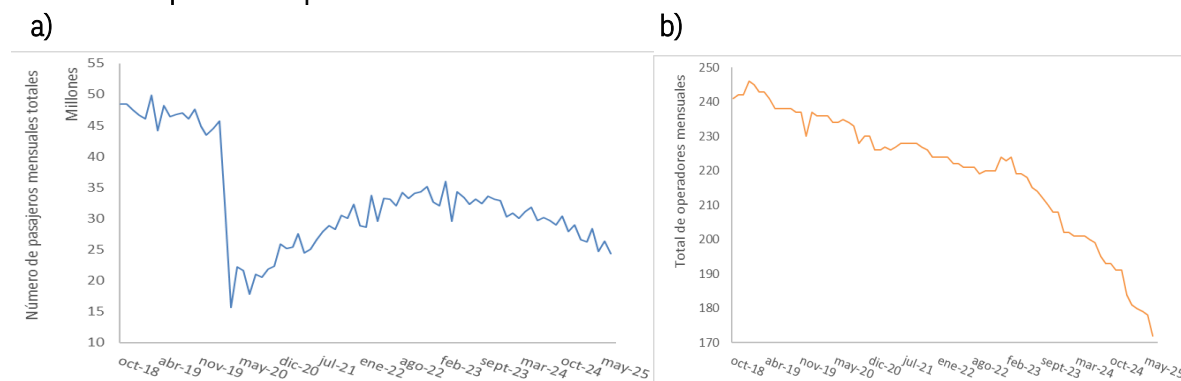 a)
b)
Número de pasajeros mensuales totales
Millones
55
50
45
40
35
30
25
20
15
10
oct-18
abr-19
nov-19
may-20
dic-20
jul-21
ene-22
ago-22
feb-23
sept-23
mar-24
oct-24
may-25
Total de operadores mensuales
250
240
230
220
210
200
190
180
170
oct-18
abr-19
nov-19
may-20
dic-20
jul-21
ene-22
ago-22
feb-23
sept-23
mar-24
oct-24
may-25